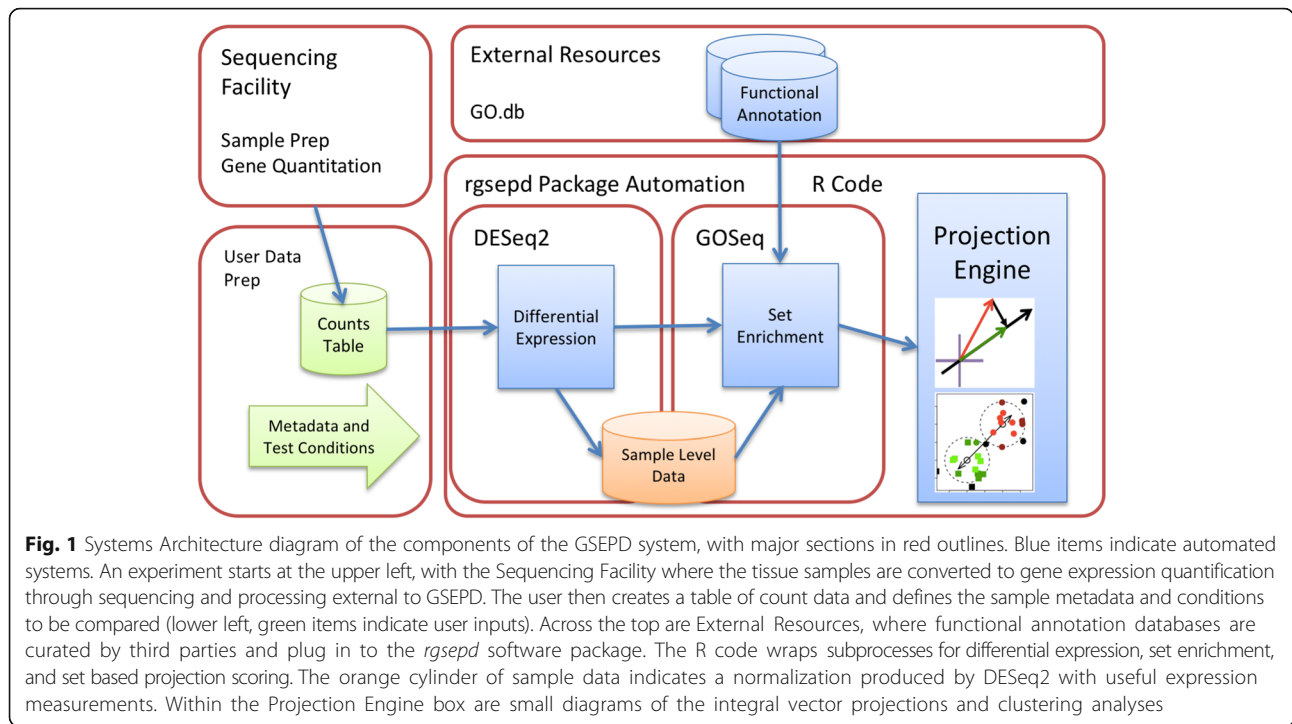 Sequencing
Facility
Sample Prep
Gene Quantitation
External Resources
GO.db
Functional
Annotation
rgsepd Package Automation
R Code
User Data
Prep
Counts
Table
Metadata and
Test Conditions
DESeq2
Differential
Expression
GOSeq
Set
Enrichment
Sample Level
Data
Projection
Engine
Fig. 1 Systems Architecture diagram of the components of the GSEPD system, with major sections in red outlines. Blue items indicate automated
systems. An experiment starts at the upper left, with the Sequencing Facility where the tissue samples are converted to gene expression quantification
through sequencing and processing external to GSEPD. The user then creates a table of count data and defines the sample metadata and conditions
to be compared (lower left, green items indicate user inputs). Across the top are External Resources, where functional annotation databases are
curated by third parties and plug in to the rgsepd software package. The R code wraps subprocesses for differential expression, set enrichment,
and set based projection scoring. The orange cylinder of sample data indicates a normalization produced by DESeq2 with useful expression
measurements. Within the Projection Engine box are small diagrams of the integral vector projections and clustering analyses